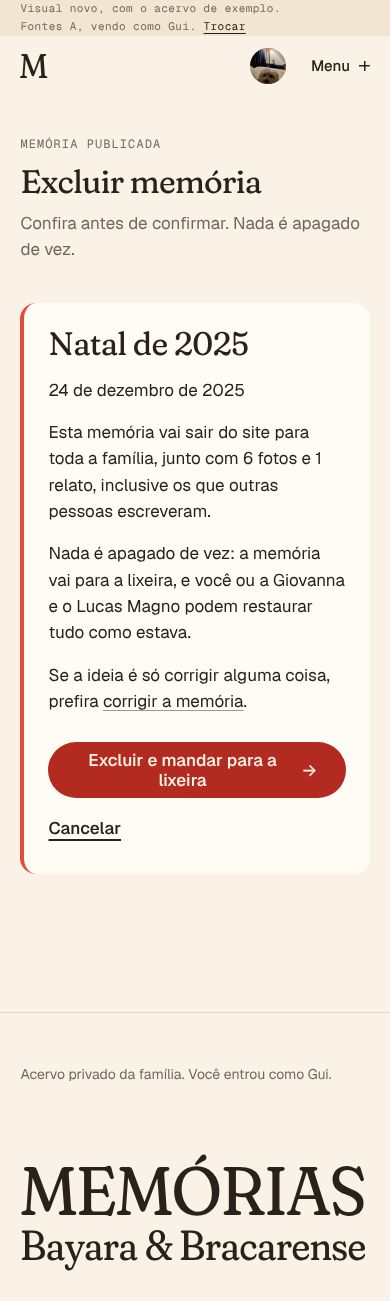 Visual novo, com o acervo de exemplo.
Fontes A, vendo como Gui. Trocar
M
Menu +
MEMÓRIA PUBLICADA
Excluir memória
Confira antes de confirmar. Nada é apagado
de vez.
Natal de 2025
24 de dezembro de 2025
Esta memória vai sair do site para
toda a família, junto com 6 fotos e 1
relato, inclusive os que outras
pessoas escreveram.
Nada é apagado de vez: a memória
vai para a lixeira, e você ou a Giovanna
e o Lucas Magno podem restaurar
tudo como estava.
Se a ideia é só corrigir alguma coisa,
prefira corrigir a memória.
Excluir e mandar para a
lixeira →
Cancelar
Acervo privado da família. Você entrou como Gui.
MEMÓRIAS
Bayara & Bracarense